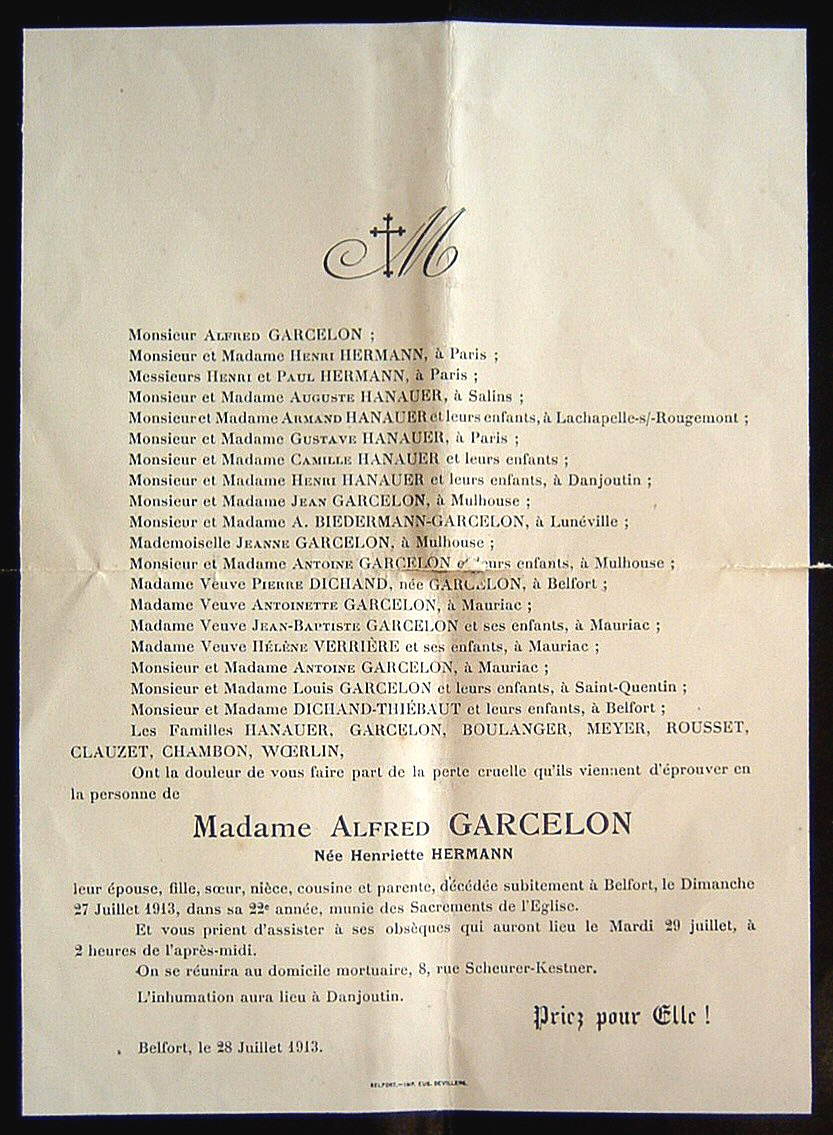 M
Monsieur ALFRED GARCELON ;
Monsieur et Madame HENRI HERMANN, à Paris ;
Messieurs HENRI et PAUL HERMANN, à Paris ;
Monsieur et Madame AUGUSTE HANAUER, à Salins ;
Monsieur et Madame ARMAND HANAUER et leurs enfants, à Lachapelle-s/-Rougemont ;
Monsieur et Madame GUSTAVE HANAUER, à Paris ;
Monsieur et Madame CAMILLE HANAUER et leurs enfants ;
Monsieur et Madame HENRI HANAUER et leurs enfants, à Danjoutin ;
Monsieur et Madame JEAN GARCELON, à Mulhouse ;
Monsieur et Madame A. BIEDERMANN-GARCELON, à Lunéville ;
Mademoiselle JEANNE GARCELON, à Mulhouse ;
Monsieur et Madame ANTOINE GARCELON et leurs enfants, à Mulhouse ;
Madame Veuve PIERRE DICHAND, née GARCELON, à Belfort ;
Madame Veuve ANTOINETTE GARCELON, à Mauriac ;
Madame Veuve JEAN-BAPTISTE GARCELON et ses enfants, à Mauriac ;
Madame Veuve HÉLÈNE VERRIÈRE et ses enfants, à Mauriac ;
Monsieur et Madame ANTOINE GARCELON, à Mauriac ;
Monsieur et Madame Louis GARCELON et leurs enfants, à Saint-Quentin ;
Monsieur et Madame DICHAND-THIÉBAUT et leurs enfants, à Belfort ;
Les Familles HANAUER, GARCELON, BOULANGER, MEYER, ROUSSET,
CLAUZET, CHAMBON, WŒRLIN,
Ont la douleur de vous faire part de la perte cruelle qu'ils viennent d'éprouver en
la personne de
Madame ALFRED GARCELON
Née Henriette HERMANN
leur épouse, fille, sœur, nièce, cousine et parente, décédée subitement à Belfort, le Dimanche
27 Juillet 1913, dans sa 22e année, munie des Sacrements de l'Eglise.
Et vous prient d'assister à ses obsèques qui auront lieu le Mardi 29 juillet, à
2 heures de l'après-midi.
On se réunira au domicile mortuaire, 8, rue Scheurer-Kestner.
L'inhumation aura lieu à Danjoutin.
Priez pour Elle !
Belfort, le 28 Juillet 1913.
BELFORT.—IMP. EUG. DEVILLERS.